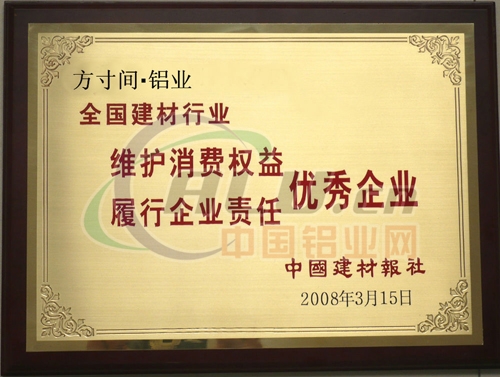 方寸间·铝业
全国建材行业
维护消费权益
履行企业责任
优秀企业
中國建材報社
2008年3月15日
中国铝业网